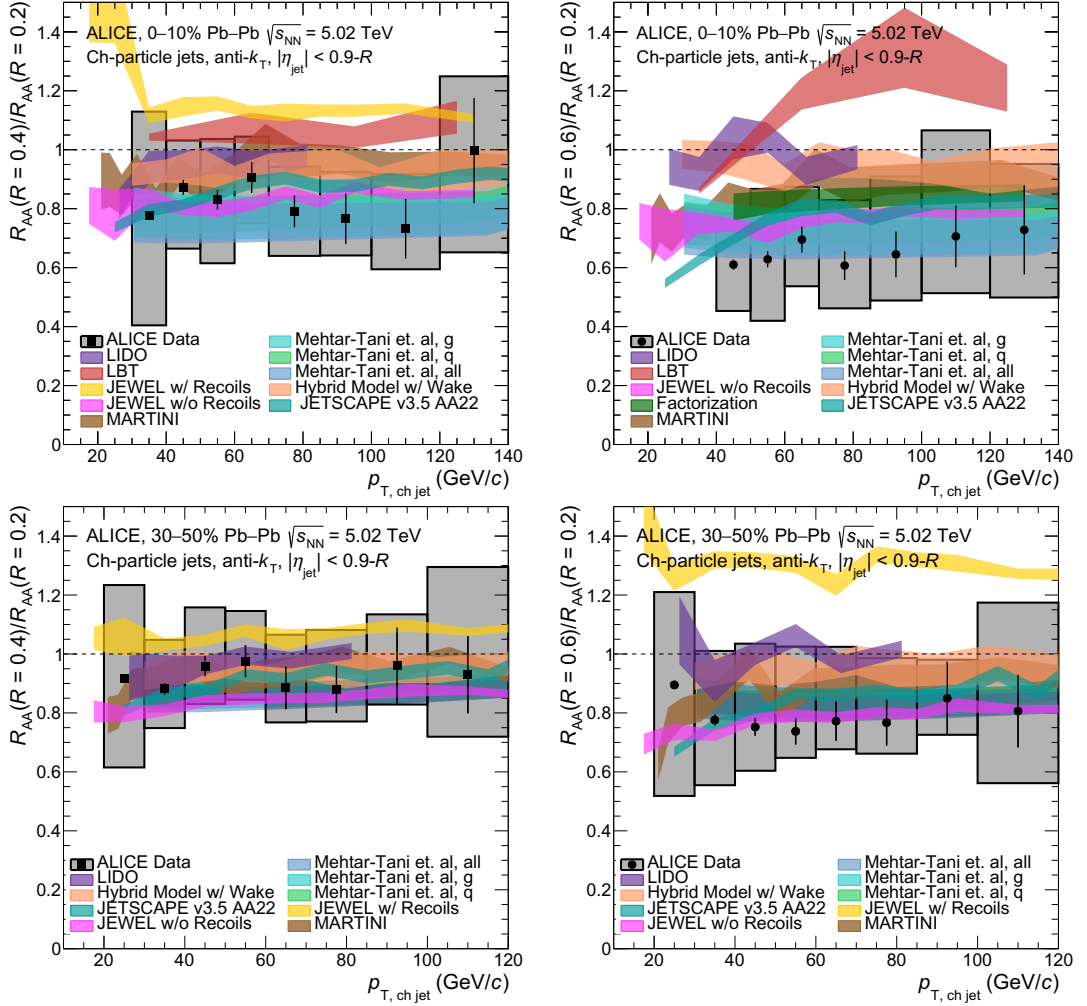 ALICE, 0–10% Pb–Pb √sNN = 5.02 TeV
Ch-particle jets, anti-kT, |ηjet| < 0.9-R
RAA(R = 0.4)/RAA(R = 0.2)
1.4
1.2
1
0.8
0.6
0.4
0.2
0
ALICE Data
LIDO
LBT
JEWEL w/ Recoils
JEWEL w/o Recoils
MARTINI
Mehtar-Tani et. al, g
Mehtar-Tani et. al, q
Mehtar-Tani et. al, all
Hybrid Model w/ Wake
JETSCAPE v3.5 AA22
20 40 60 80 100 120 140
pT, ch jet (GeV/c)
ALICE, 0–10% Pb–Pb √sNN = 5.02 TeV
Ch-particle jets, anti-kT, |ηjet| < 0.9-R
RAA(R = 0.6)/RAA(R = 0.2)
1.4
1.2
1
0.8
0.6
0.4
0.2
0
ALICE Data
LIDO
LBT
JEWEL w/o Recoils
Factorization
MARTINI
Mehtar-Tani et. al, g
Mehtar-Tani et. al, q
Mehtar-Tani et. al, all
Hybrid Model w/ Wake
JETSCAPE v3.5 AA22
20 40 60 80 100 120 140
pT, ch jet (GeV/c)
ALICE, 30–50% Pb–Pb √sNN = 5.02 TeV
Ch-particle jets, anti-kT, |ηjet| < 0.9-R
RAA(R = 0.4)/RAA(R = 0.2)
1.4
1.2
1
0.8
0.6
0.4
0.2
0
ALICE Data
LIDO
Hybrid Model w/ Wake
JETSCAPE v3.5 AA22
JEWEL w/o Recoils
Mehtar-Tani et. al, all
Mehtar-Tani et. al, g
Mehtar-Tani et. al, q
JEWEL w/ Recoils
MARTINI
20 40 60 80 100 120
pT, ch jet (GeV/c)
ALICE, 30–50% Pb–Pb √sNN = 5.02 TeV
Ch-particle jets, anti-kT, |ηjet| < 0.9-R
RAA(R = 0.6)/RAA(R = 0.2)
1.4
1.2
1
0.8
0.6
0.4
0.2
0
ALICE Data
LIDO
Hybrid Model w/ Wake
JETSCAPE v3.5 AA22
JEWEL w/o Recoils
Mehtar-Tani et. al, all
Mehtar-Tani et. al, g
Mehtar-Tani et. al, q
JEWEL w/ Recoils
MARTINI
20 40 60 80 100 120
pT, ch jet (GeV/c)